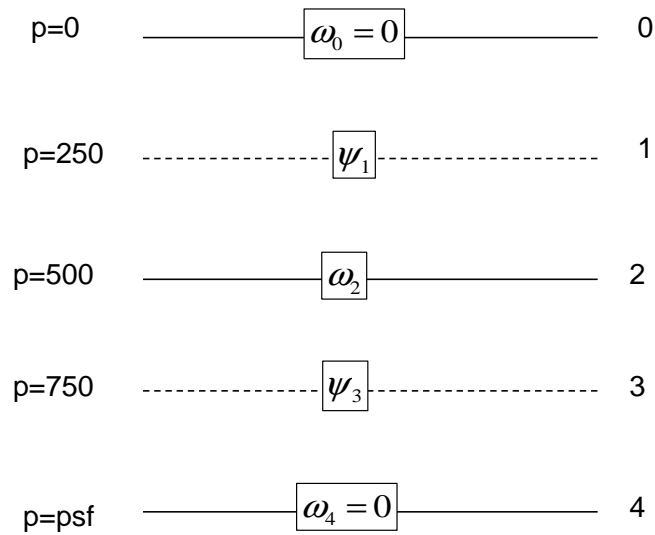 p=0 ω₀ = 0 0
p=250 ψ₁ 1
p=500 ω₂ 2
p=750 ψ₃ 3
p=psf ω₄ = 0 4